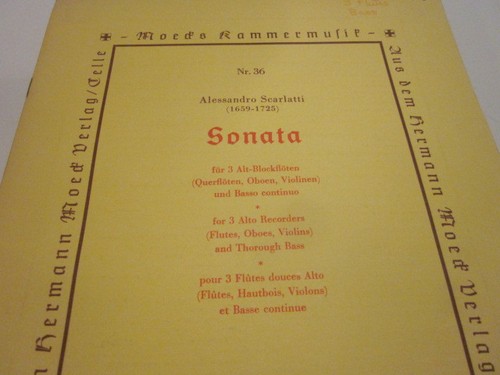 - Moecks Kammermusik -
Nr. 36
Alessandro Scarlatti
(1659-1725)
Sonata
für 3 Alt-Blockflöten
(Querflöten, Oboen, Violinen)
und Basso continuo
*
for 3 Alto Recorders
(Flutes, Oboes, Violins)
and Thorough Bass
*
pour 3 Flûtes douces Alto
(Flûtes, Hautbois, Violons)
et Basse continue
Hermann Moeck Verlag/Celle
Aus dem Hermann Moeck Verlag